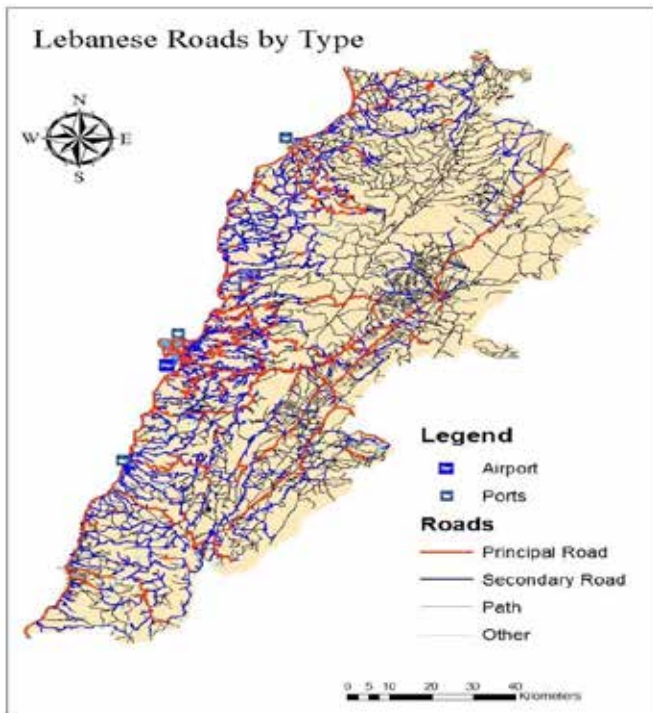 Lebanese Roads by Type
N
W E
S
Legend
Airport
Ports
Roads
Principal Road
Secondary Road
Path
Other
0 5 10 20 30 40
Kilometers